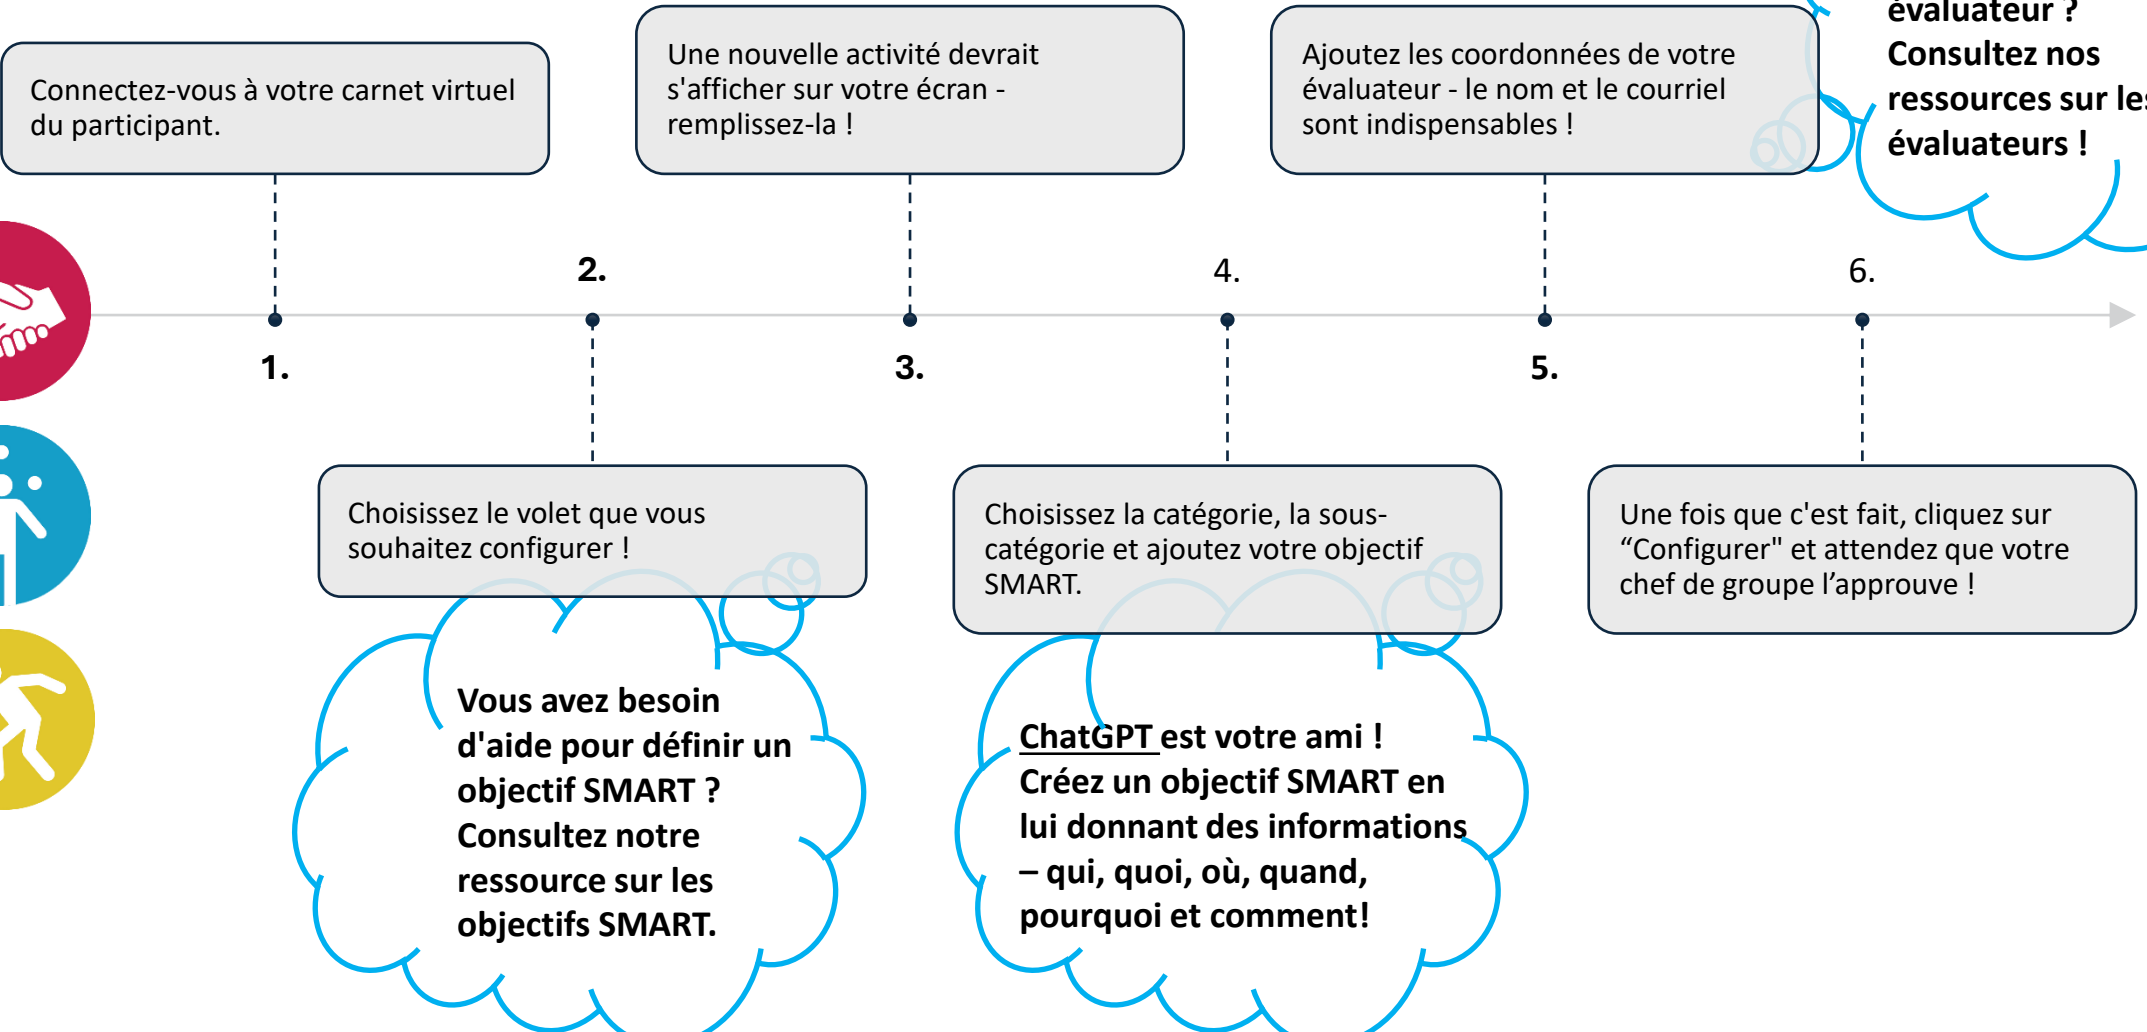 Connectez-vous à votre carnet virtuel
du participant.
1.
2.
Choisissez le volet que vous
souhaitez configurer !
Vous avez besoin
d'aide pour définir un
objectif SMART ?
Consultez notre
ressource sur les
objectifs SMART.
Une nouvelle activité devrait
s'afficher sur votre écran -
remplissez-la !
3.
4.
Choisissez la catégorie, la sous-
catégorie et ajoutez votre objectif
SMART.
ChatGPT est votre ami !
Créez un objectif SMART en
lui donnant des informations
– qui, quoi, où, quand,
pourquoi et comment!
Ajoutez les coordonnées de votre
évaluateur - le nom et le courriel
sont indispensables !
5.
évaluateur ?
Consultez nos
ressources sur les
évaluateurs !
6.
Une fois que c'est fait, cliquez sur
“Configurer" et attendez que votre
chef de groupe l’approuve !